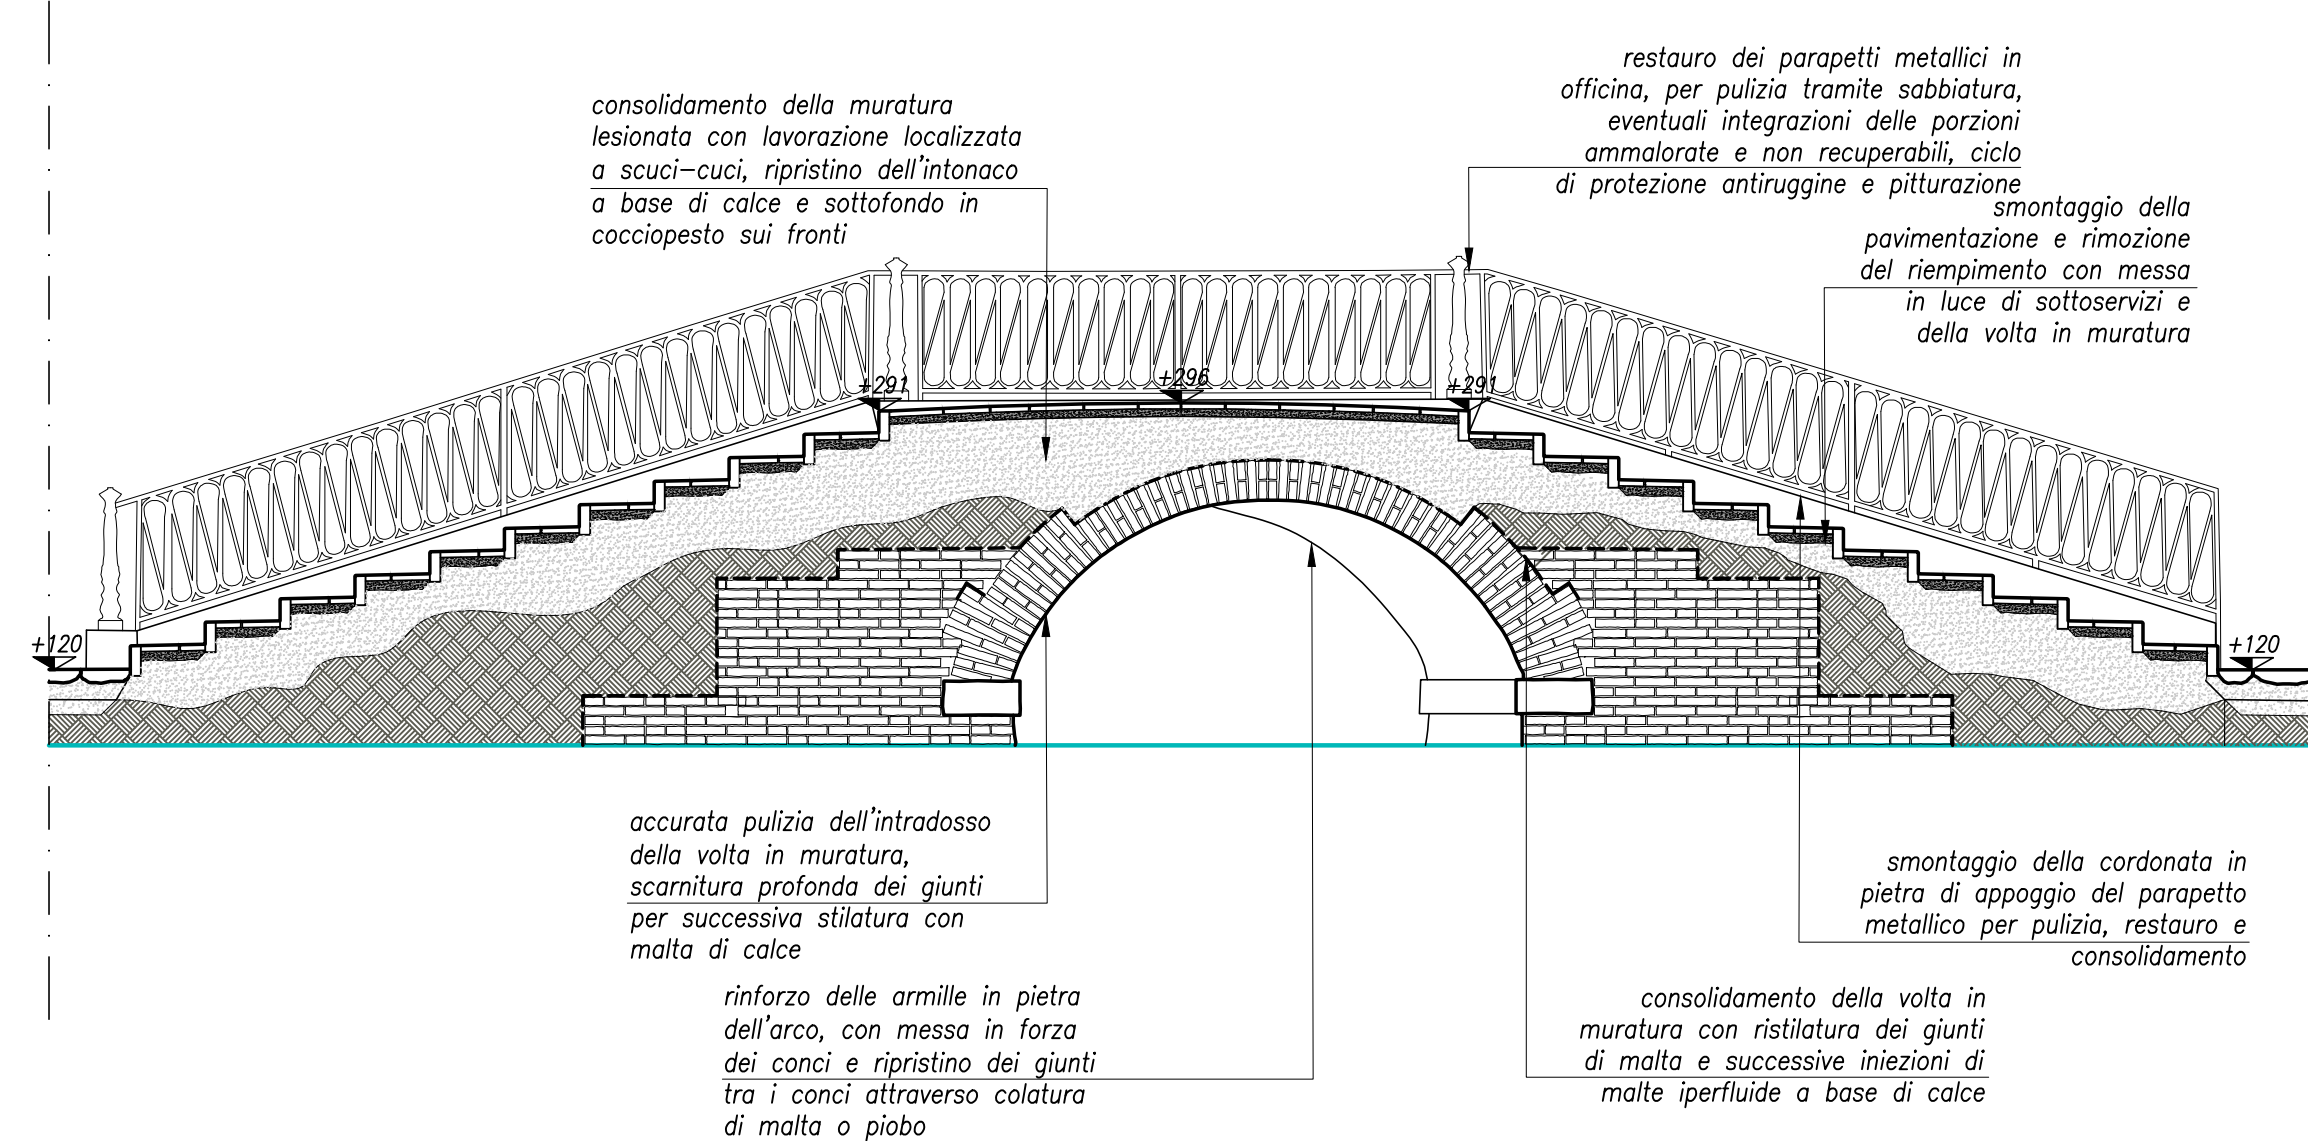 restauro dei parapetti metallici in
officina, per pulizia tramite sabbiatura,
eventuali integrazioni delle porzioni
ammalorate e non recuperabili, ciclo
di protezione antiruggine e pitturazione
consolidamento della muratura
lesionata con lavorazione localizzata
a scuci-cuci, ripristino dell'intonaco
a base di calce e sottofondo in
cocciopesto sui fronti
smontaggio della
pavimentazione e rimozione
del riempimento con messa
in luce di sottoservizi e
della volta in muratura
+291
+296
+291
+120
+120
accurata pulizia dell'intradosso
della volta in muratura,
scarnitura profonda dei giunti
per successiva stilatura con
malta di calce
smontaggio della cordonata in
pietra di appoggio del parapetto
metallico per pulizia, restauro e
consolidamento
rinforzo delle armille in pietra
dell'arco, con messa in forza
dei conci e ripristino dei giunti
tra i conci attraverso colatura
di malta o piobo
consolidamento della volta in
muratura con ristilatura dei giunti
di malta e successive iniezioni di
malte iperfluide a base di calce